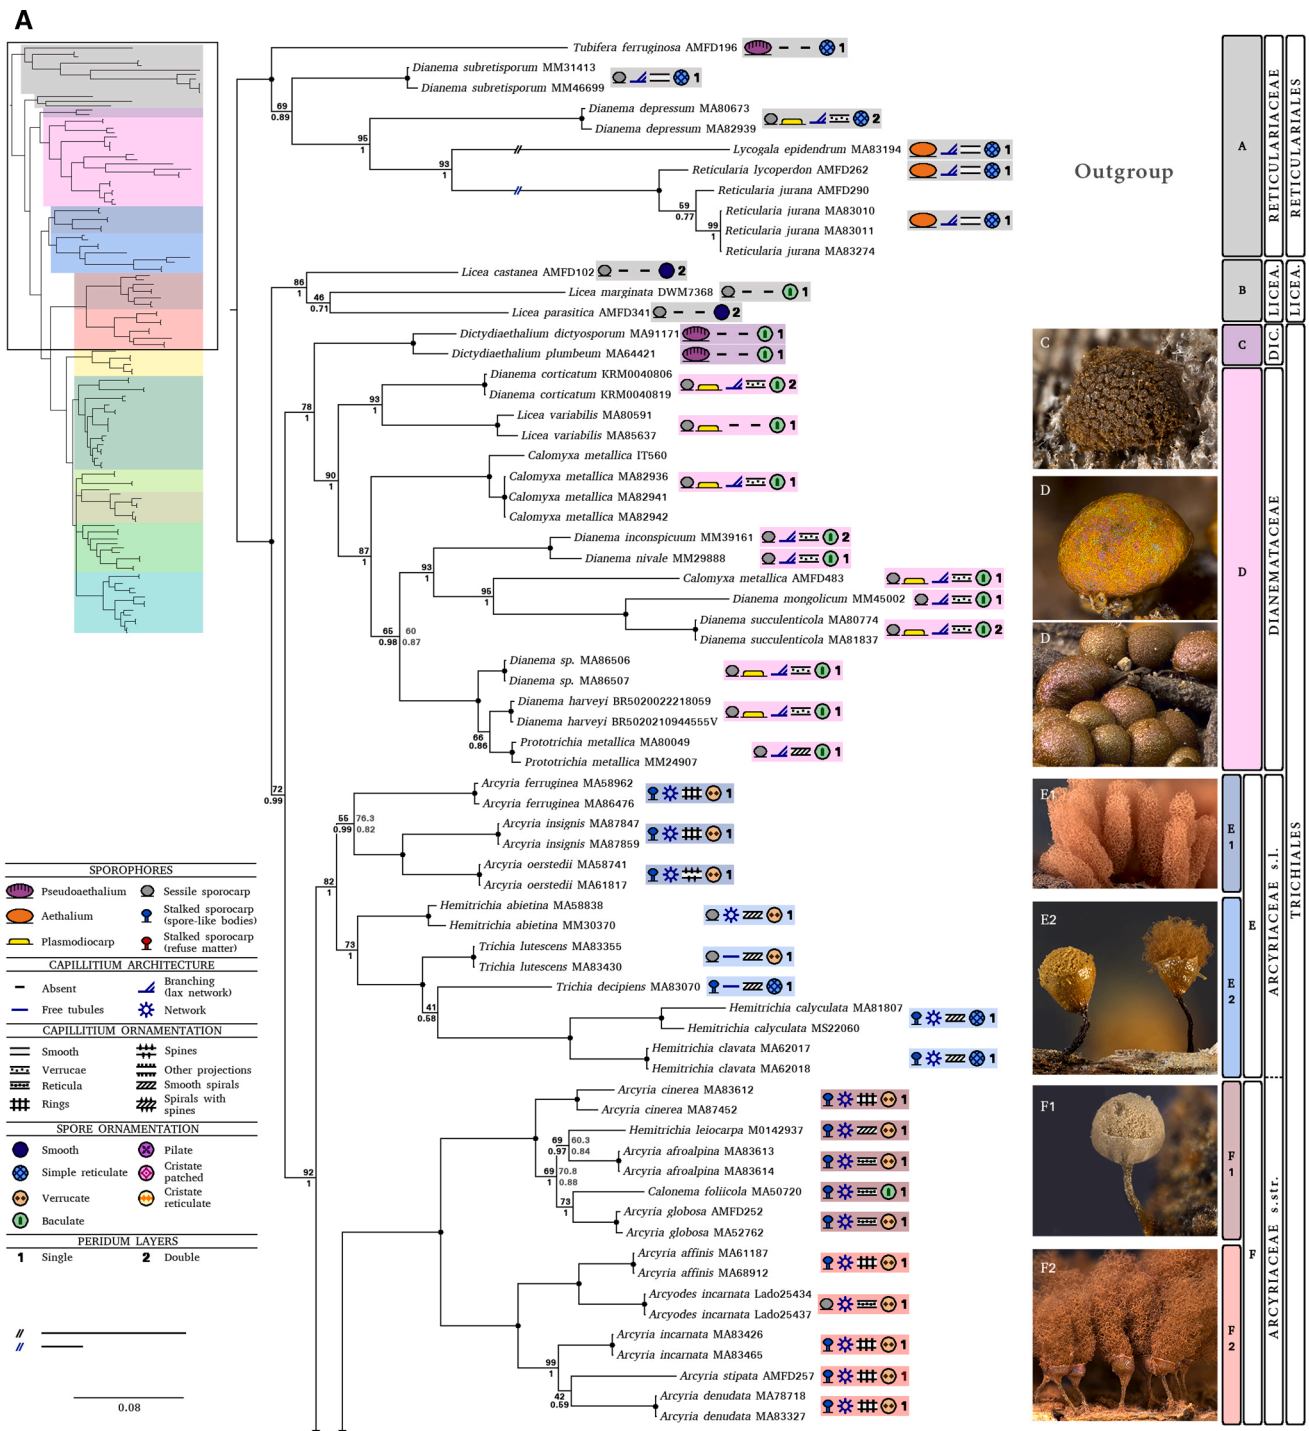 A
Tubifera ferruginosa AMFD196 1
Dianema subretisporum MM31413
1
Dianema subretisporum MM46699
69
0.89
Dianema depressum MA80673
2
Dianema depressum MA82939
95
1
Lycogala epidendrum MA83194 1
93
1
Reticularia lycoperdon AMFD262 1
Reticularia jurana AMFD290
59
0.77
Reticularia jurana MA83010
1
99
1
Reticularia jurana MA83011
Reticularia jurana MA83274
Outgroup
A
RETICULARIACEAE
RETICULARIALES
Licea castanea AMFD102 2
86
1
Licea marginata DWM7368 1
46
0.71
Licea parasitica AMFD341 2
B
LICEA.
LICEA.
Dictydiaethalium dictyosporum MA91171 1
Dictydiaethalium plumbeum MA64421 1
C
C
DIC.
Dianema corticatum KRM0040806
2
Dianema corticatum KRM0040819
93
1
78
1
Licea variabilis MA80591
1
Licea variabilis MA85637
Calomyxa metallica IT560
90
1
Calomyxa metallica MA82936
1
Calomyxa metallica MA82941
Calomyxa metallica MA82942
D
Dianema inconspicuum MM39161 2
87
1
Dianema nivale MM29888 1
93
1
Calomyxa metallica AMFD483 1
95
1
Dianema mongolicum MM45002 1
Dianema succulenticola MA80774
2
Dianema succulenticola MA81837
65
0.98
60
0.87
D
D
DIANEMATACEAE
Dianema sp. MA86506
1
Dianema sp. MA86507
Dianema harveyi BR5020022218059
1
Dianema harveyi BR5020210944555V
66
0.86
Prototrichia metallica MA80049
1
Prototrichia metallica MM24907
72
0.99
Arcyria ferruginea MA58962
1
Arcyria ferruginea MA86476
55
0.99
76.3
0.82
Arcyria insignis MA87847
1
Arcyria insignis MA87859
Arcyria oerstedii MA58741
1
Arcyria oerstedii MA61817
82
1
E1
E
1
Hemitrichia abietina MA58838
1
Hemitrichia abietina MM30370
73
1
Trichia lutescens MA83355
1
Trichia lutescens MA83430
Trichia decipiens MA83070 1
41
0.58
Hemitrichia calyculata MA81807
1
Hemitrichia calyculata MS22060
Hemitrichia clavata MA62017
1
Hemitrichia clavata MA62018
E2
E
2
E
ARCYRIACEAE s.l.
TRICHIALES
Arcyria cinerea MA83612
1
Arcyria cinerea MA87452
Hemitrichia leiocarpa M0142937 1
69
0.97
60.3
0.84
Arcyria afroalpina MA83613
1
Arcyria afroalpina MA83614
69
1
70.8
0.88
Calonema foliicola MA50720 1
73
1
Arcyria globosa AMFD252
1
Arcyria globosa MA52762
92
1
F1
F
1
Arcyria affinis MA61187
1
Arcyria affinis MA68912
Arcyodes incarnata Lado25434
1
Arcyodes incarnata Lado25437
Arcyria incarnata MA83426
1
Arcyria incarnata MA83465
99
1
Arcyria stipata AMFD257 1
42
0.59
Arcyria denudata MA78718
1
Arcyria denudata MA83327
F2
F
2
F
ARCYRIACEAE s.str.
SPOROPHORES
Pseudoaethalium
Sessile sporocarp
Aethalium
Stalked sporocarp
(spore-like bodies)
Plasmodiocarp
Stalked sporocarp
(refuse matter)
CAPILLITIUM ARCHITECTURE
Absent
Branching
(lax network)
Free tubules
Network
CAPILLITIUM ORNAMENTATION
Smooth
Spines
Verrucae
Other projections
Reticula
Smooth spirals
Rings
Spirals with
spines
SPORE ORNAMENTATION
Smooth
Pilate
Simple reticulate
Cristate
patched
Verrucate
Cristate
reticulate
Baculate
PERIDUM LAYERS
1 Single
2 Double
//
//
0.08